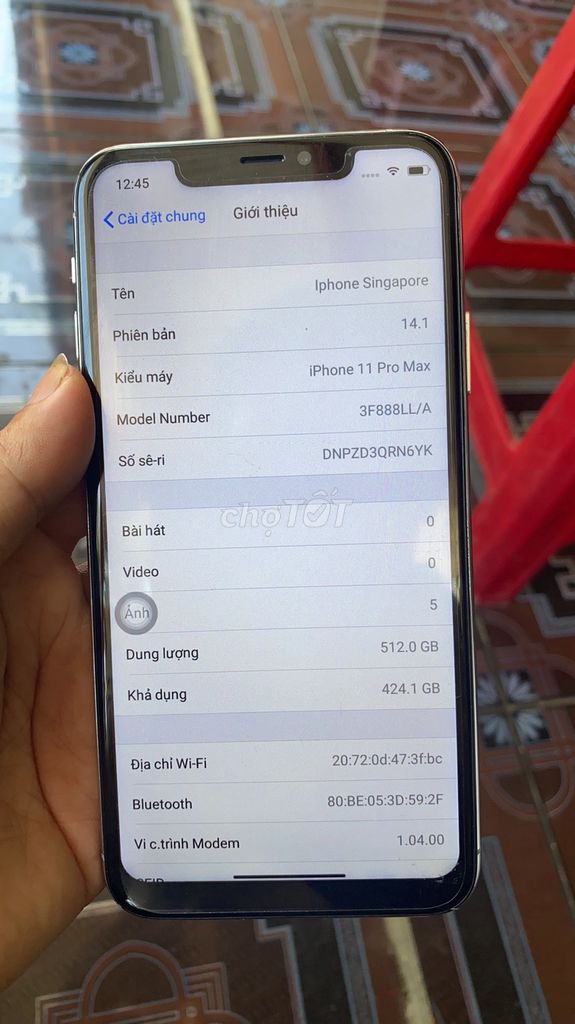 12:45
Cài đặt chung Giới thiệu
Tên Iphone Singapore
Phiên bản 14.1
Kiểu máy iPhone 11 Pro Max
Model Number 3F888LL/A
Số sê-ri DNPZD3QRN6YK
chợTỐT
Bài hát 0
Video 0
Ảnh 5
Dung lượng 512.0 GB
Khả dụng 424.1 GB
Địa chỉ Wi-Fi 20:72:0d:47:3f:bc
Bluetooth 80:BE:05:3D:59:2F
Vi c.trình Modem 1.04.00